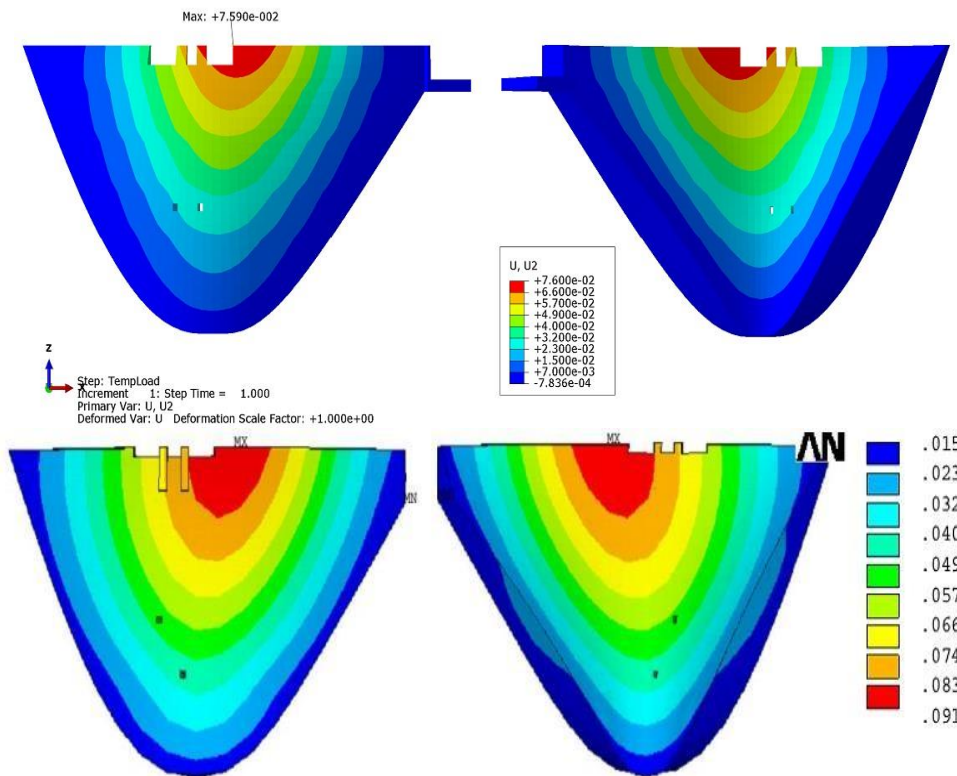 Max: +7.590e-002
U, U2
+7.600e-02
+6.600e-02
+5.700e-02
+4.900e-02
+4.000e-02
+3.200e-02
+2.300e-02
+1.500e-02
+7.000e-03
-7.836e-04
z
x
Step: TempLoad
Increment 1: Step Time = 1.000
Primary Var: U, U2
Deformed Var: U Deformation Scale Factor: +1.000e+00
MX
MN
MX
AN
.015
.023
.032
.040
.049
.057
.066
.074
.083
.091